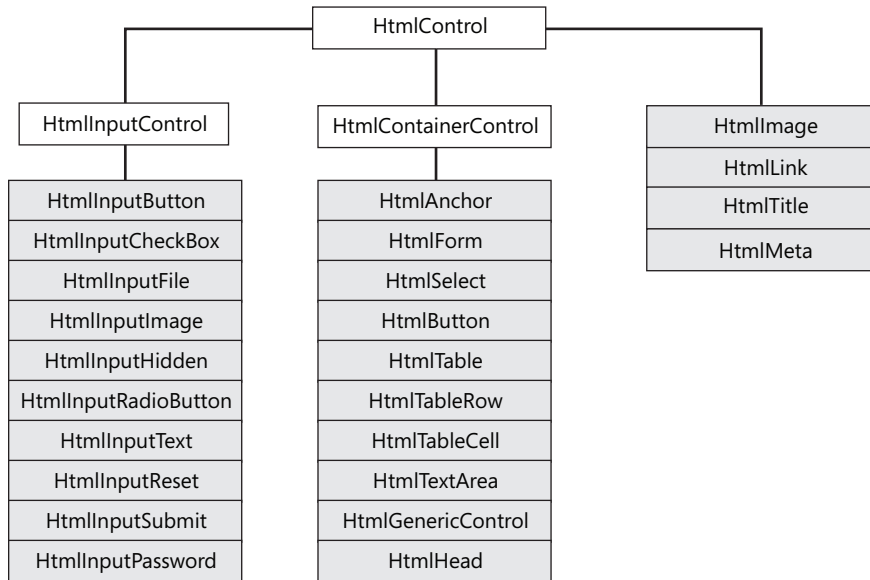 HtmlControl
HtmlInputControl
HtmlContainerControl
HtmlImage
HtmlLink
HtmlTitle
HtmlMeta
HtmlInputButton
HtmlInputCheckBox
HtmlInputFile
HtmlInputImage
HtmlInputHidden
HtmlInputRadioButton
HtmlInputText
HtmlInputReset
HtmlInputSubmit
HtmlInputPassword
HtmlAnchor
HtmlForm
HtmlSelect
HtmlButton
HtmlTable
HtmlTableRow
HtmlTableCell
HtmlTextArea
HtmlGenericControl
HtmlHead